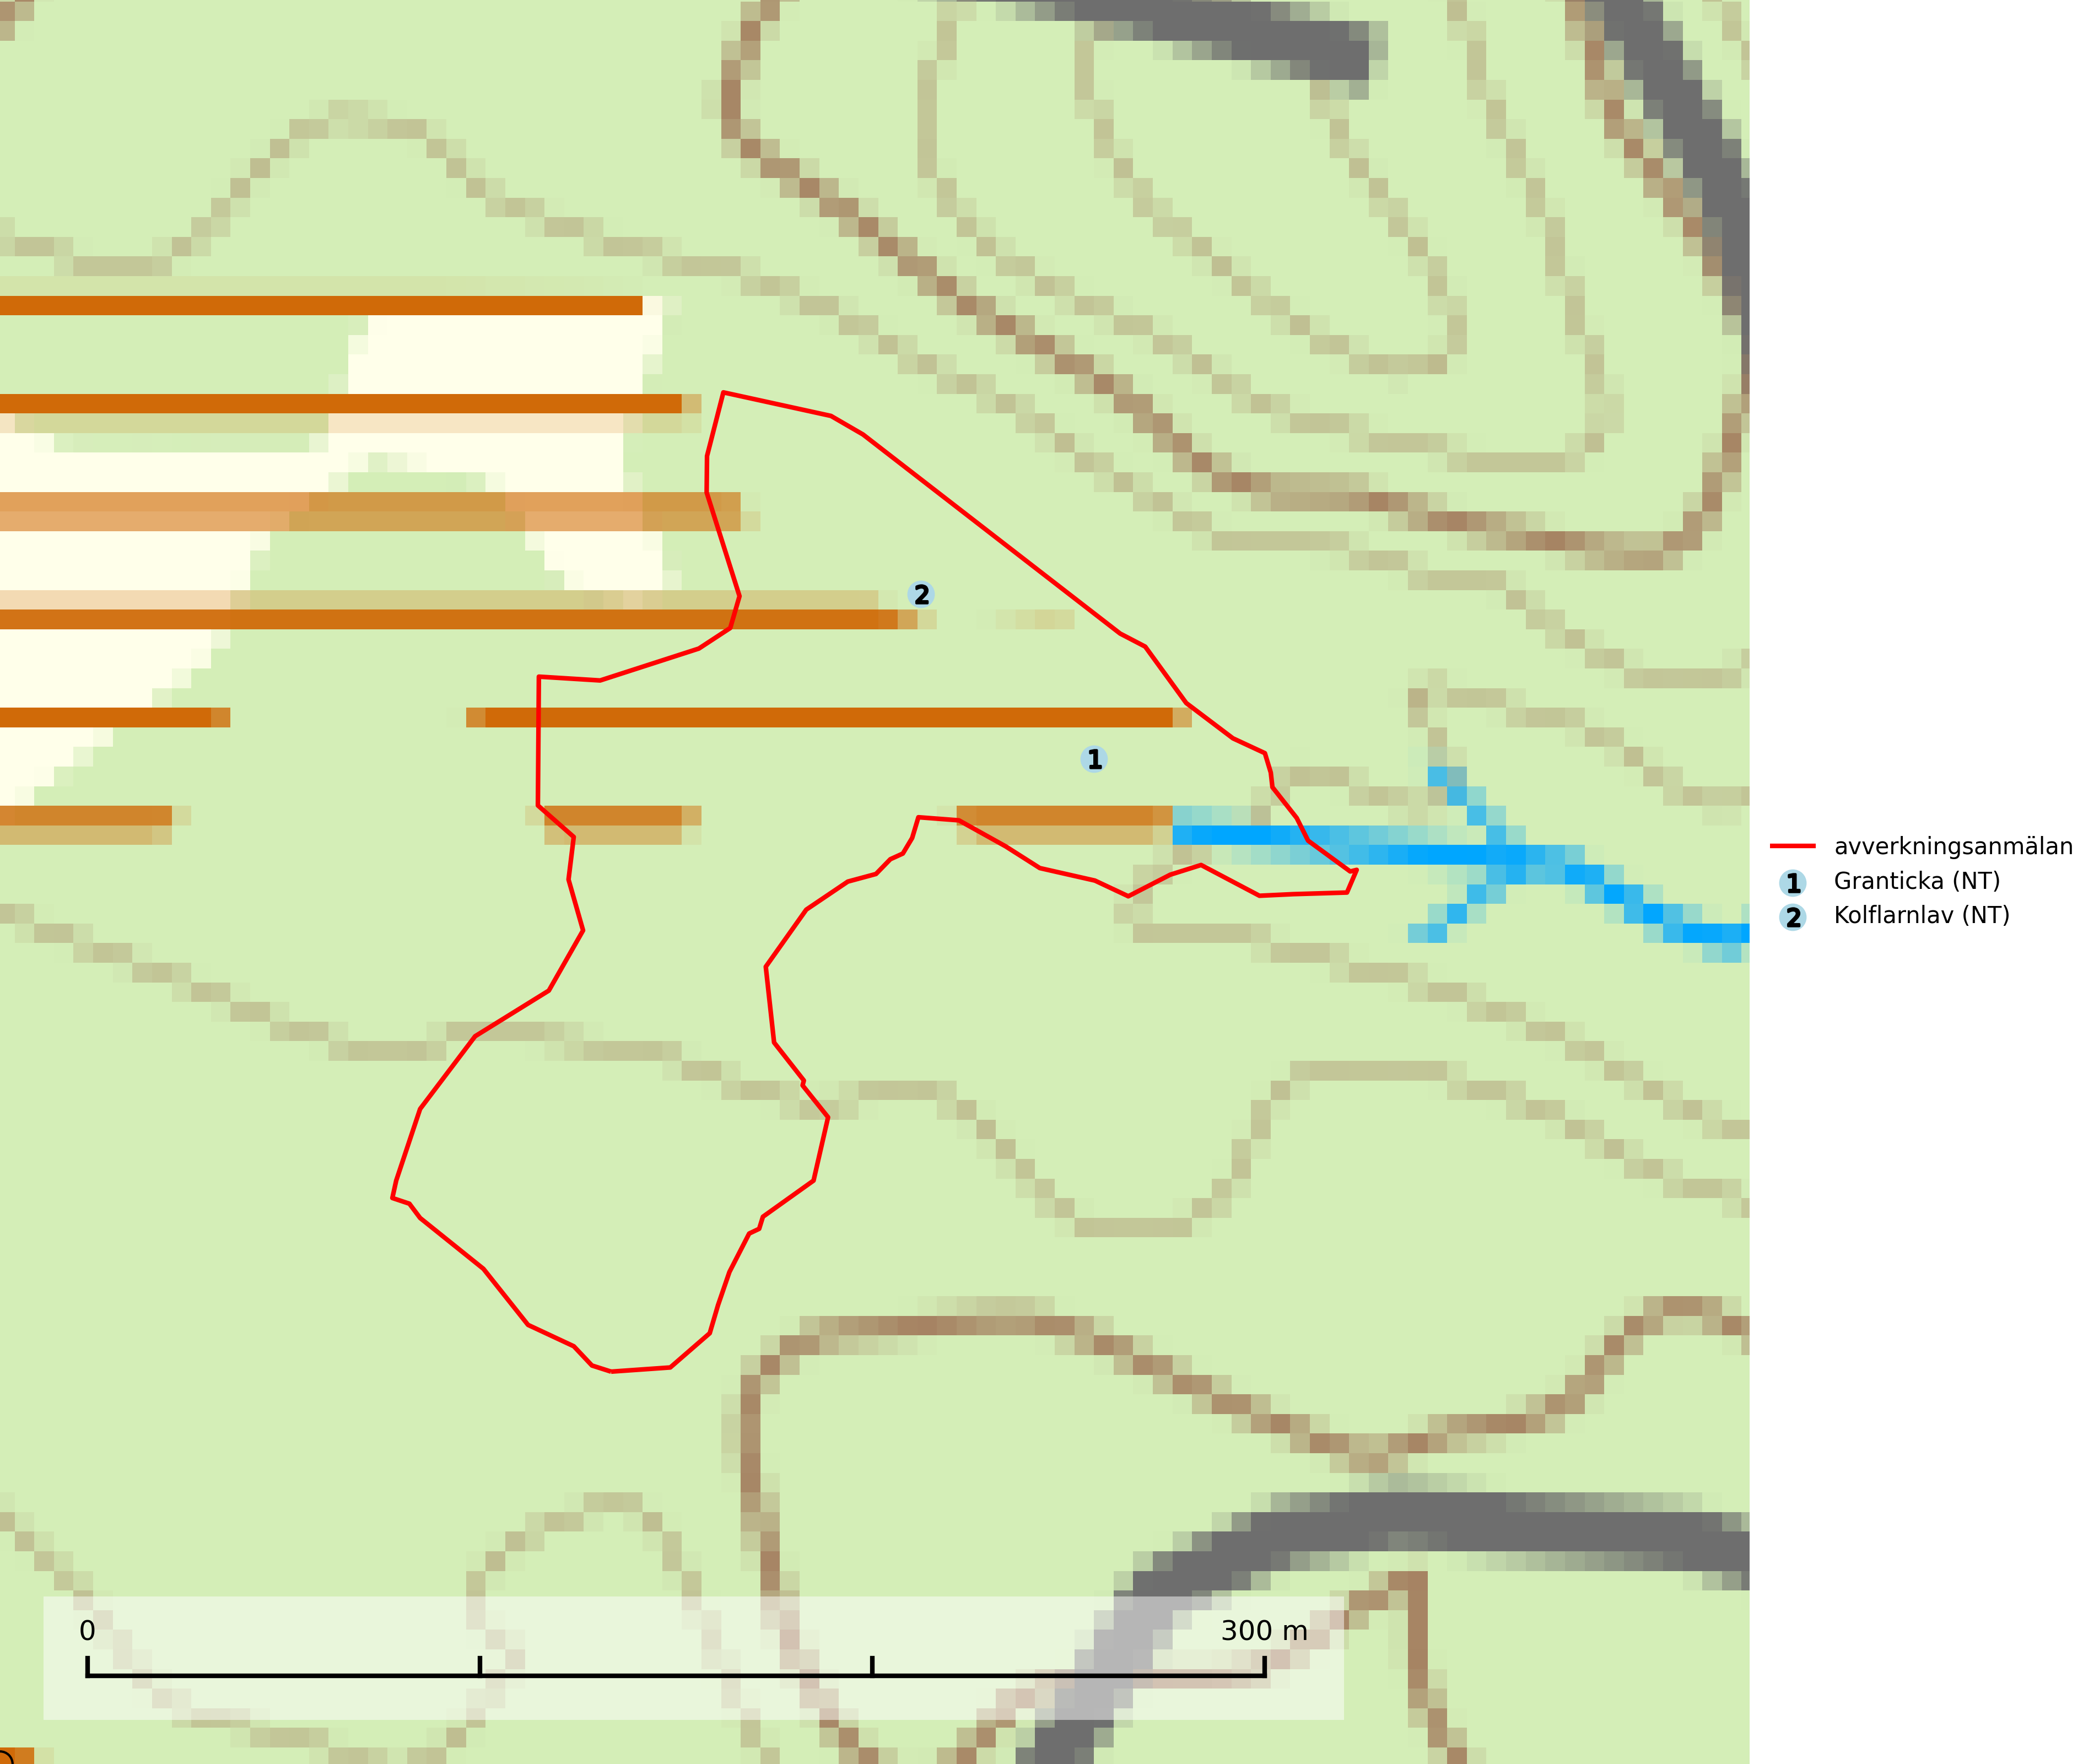 2
1
avverkningsanmälan
1 Granticka (NT)
2 Kolflarnlav (NT)
0 300 m